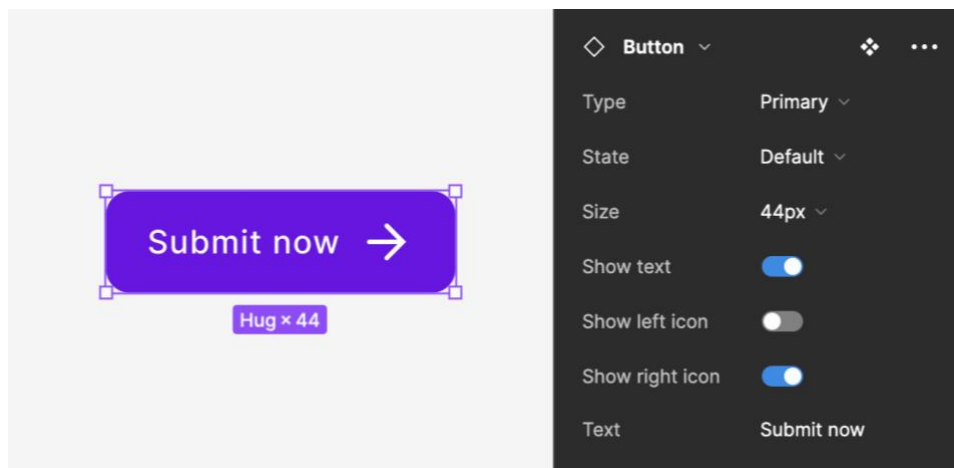 Submit now
Hug × 44
Button
Type Primary
State Default
Size 44px
Show text
Show left icon
Show right icon
Text Submit now